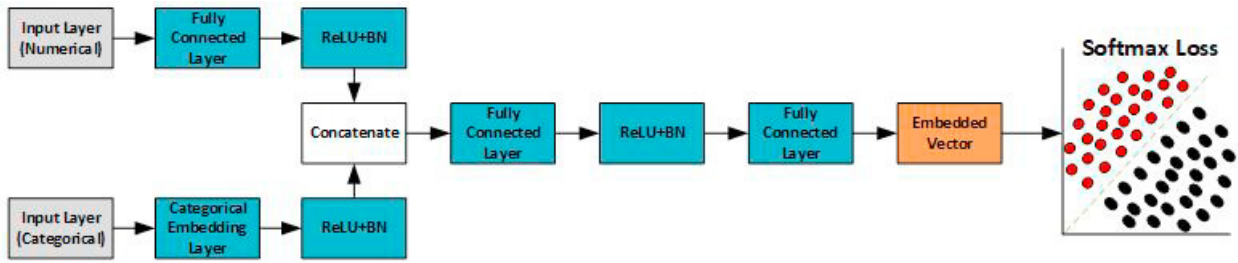 Input Layer
(Numerical)
Fully
Connected
Layer
ReLU+BN
Softmax Loss
Concatenate
Fully
Connected
Layer
ReLU+BN
Fully
Connected
Layer
Embedded
Vector
Input Layer
(Categorical)
Categorical
Embedding
Layer
ReLU+BN